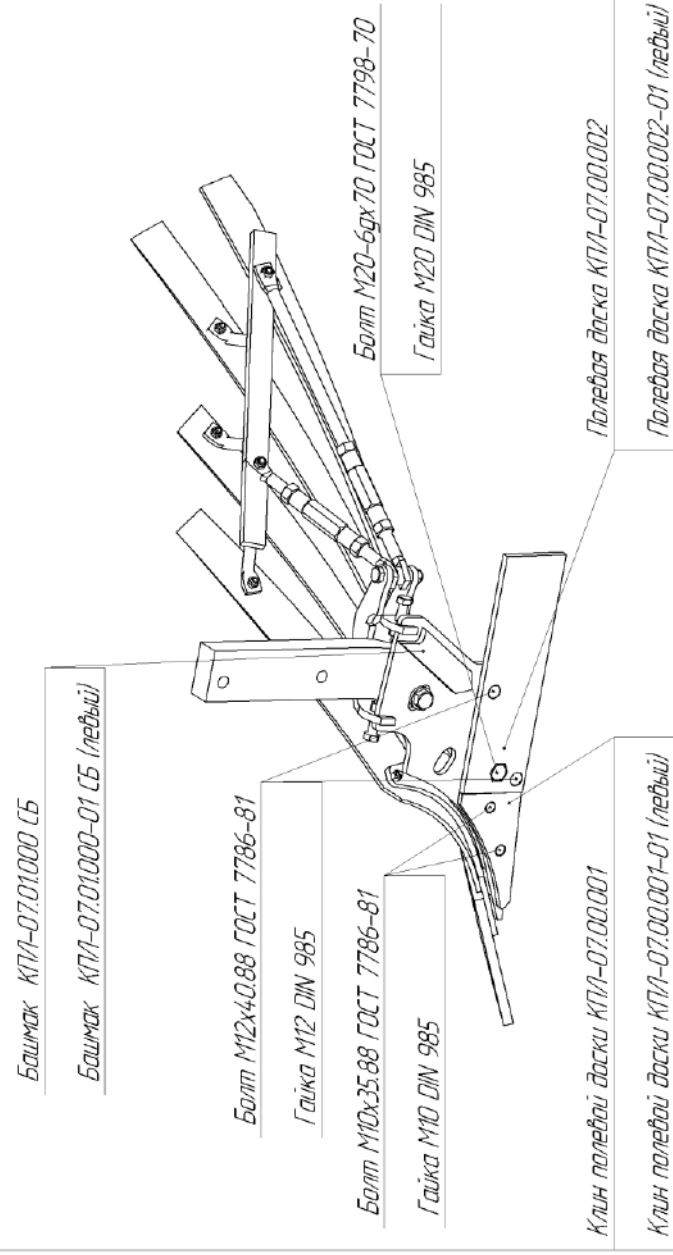 Башмак КПЛ-07.01.000 СБ
Башмак КПЛ-07.01.000-01 СБ (левый)
Болт М12х40.88 ГОСТ 7786-81
Гайка М12 DIN 985
Болт М10х35.88 ГОСТ 7786-81
Гайка М10 DIN 985
Клин полевой доски КПЛ-07.00.001
Клин полевой доски КПЛ-07.00.001-01 (левый)
Болт М20-6gх70 ГОСТ 7798-70
Гайка М20 DIN 985
Полевая доска КПЛ-07.00.002
Полевая доска КПЛ-07.00.002-01 (левый)